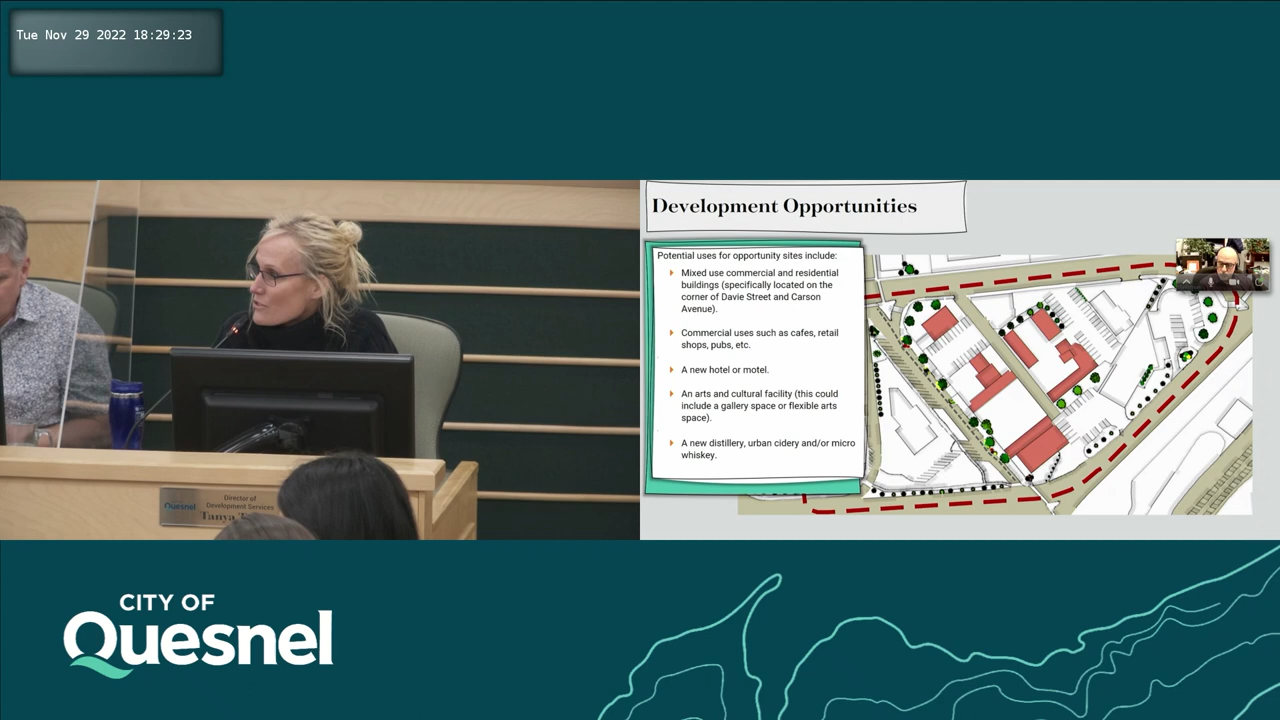 Tue Nov 29 2022 18:29:23
Development Opportunities
Potential uses for opportunity sites include:
Mixed use commercial and residential
buildings (specifically located on the
corner of Davie Street and Carson
Avenue).
Commercial uses such as cafes, retail
shops, pubs, etc.
A new hotel or motel.
An arts and cultural facility (this could
include a gallery space or flexible arts
space).
A new distillery, urban cidery and/or micro
whiskey.
Quesnel
Director of
Development Services
Tanya
CITY OF
Quesnel